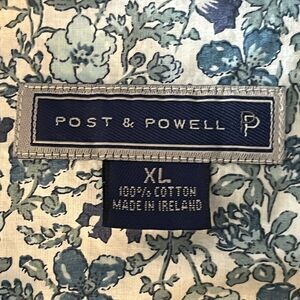 POST & POWELL P
XL
100% COTTON
MADE IN IRELAND